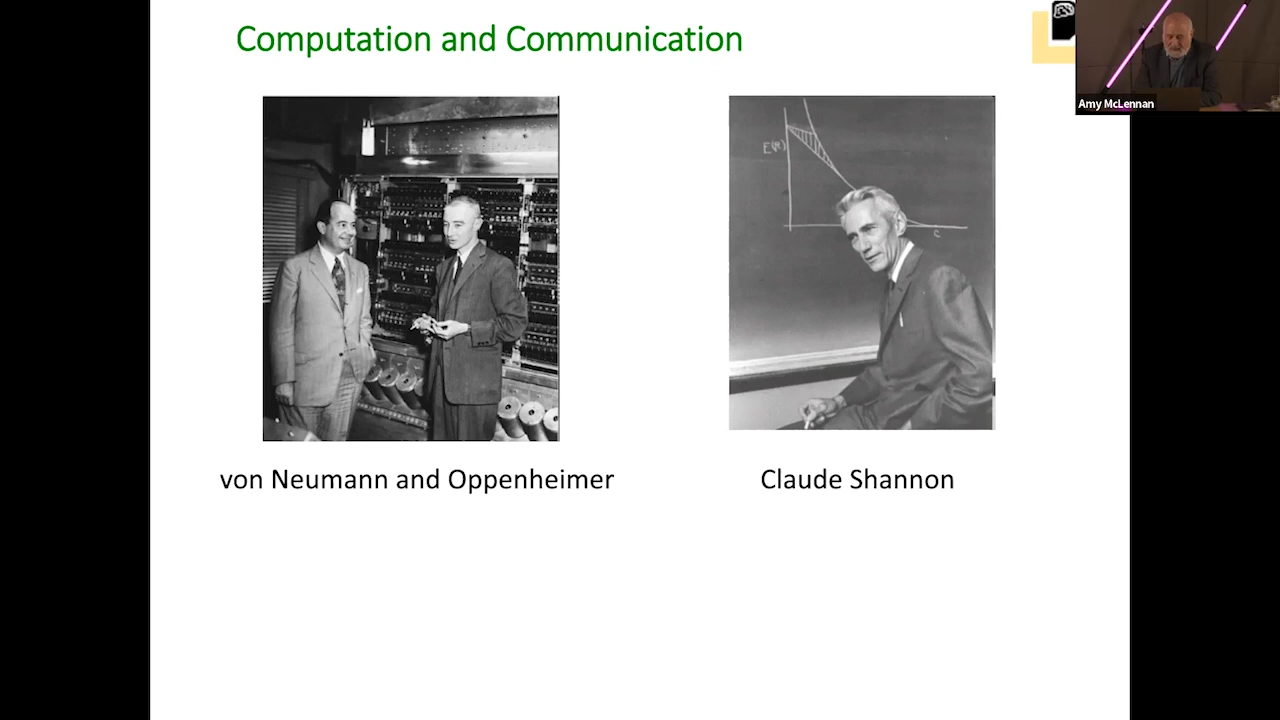 Computation and Communication
Amy McLennan
E(R)
C
von Neumann and Oppenheimer
Claude Shannon